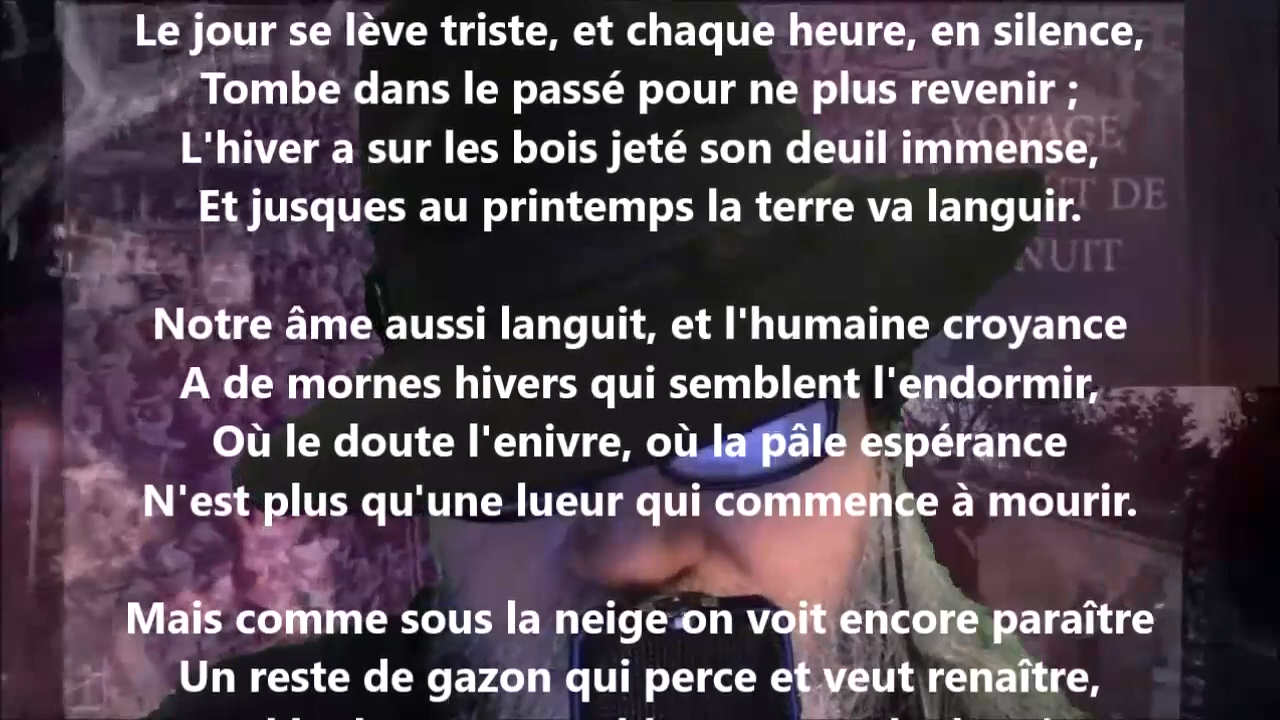 Le jour se lève triste, et chaque heure, en silence,
Tombe dans le passé pour ne plus revenir ;
L'hiver a sur les bois jeté son deuil immense,
Et jusques au printemps la terre va languir.
Notre âme aussi languit, et l'humaine croyance
A de mornes hivers qui semblent l'endormir,
Où le doute l'enivre, où la pâle espérance
N'est plus qu'une lueur qui commence à mourir.
Mais comme sous la neige on voit encore paraître
Un reste de gazon qui perce et veut renaître,
VOYAGE
DE
NUIT